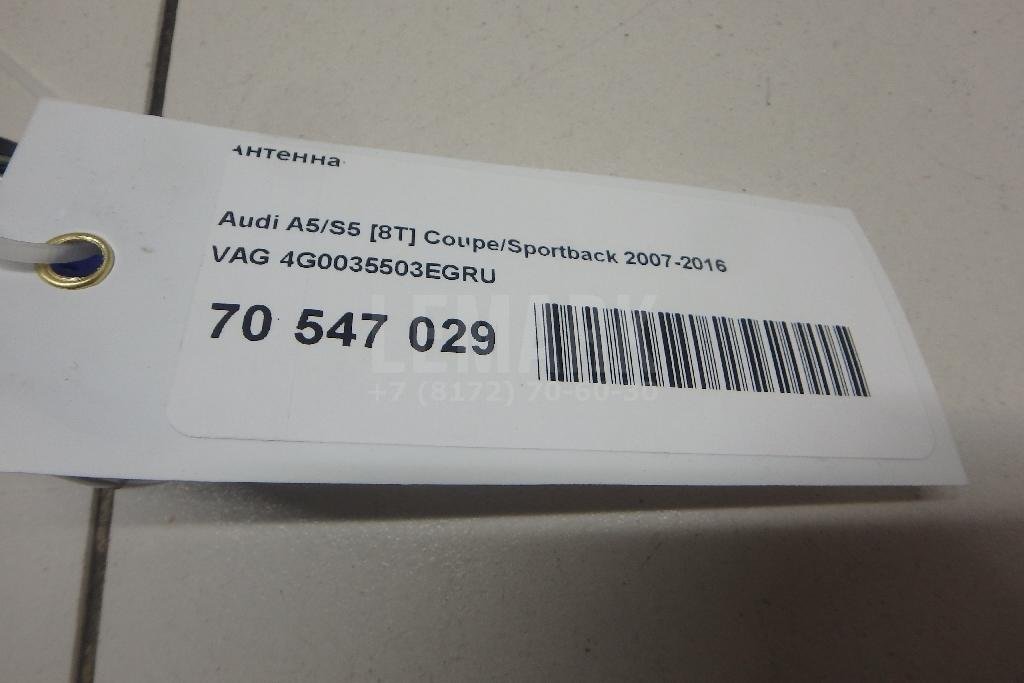 Антенна
Audi A5/S5 [8T] Coupe/Sportback 2007-2016
VAG 4G0035503EGRU
70 547 029
LEMARK
+7 (8172) 70-60-30